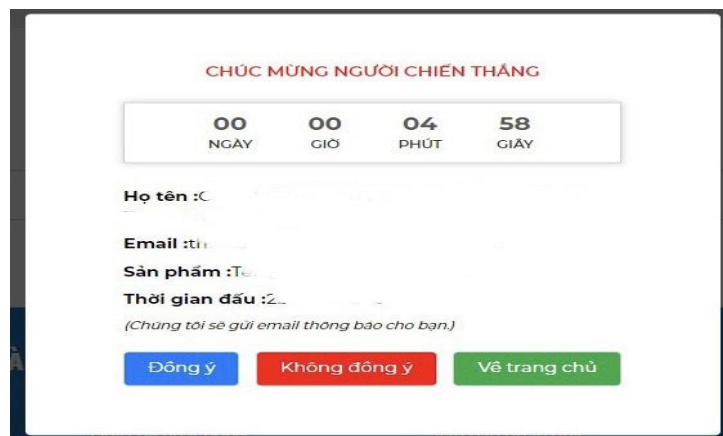 CHÚC MỪNG NGƯỜI CHIẾN THẮNG
00 00 04 58
NGÀY GIỜ PHÚT GIÂY
Họ tên :
Email :
Sản phẩm :
Thời gian đấu :
(Chúng tôi sẽ gửi email thông báo cho bạn.)
Đồng ý Không đồng ý Về trang chủ